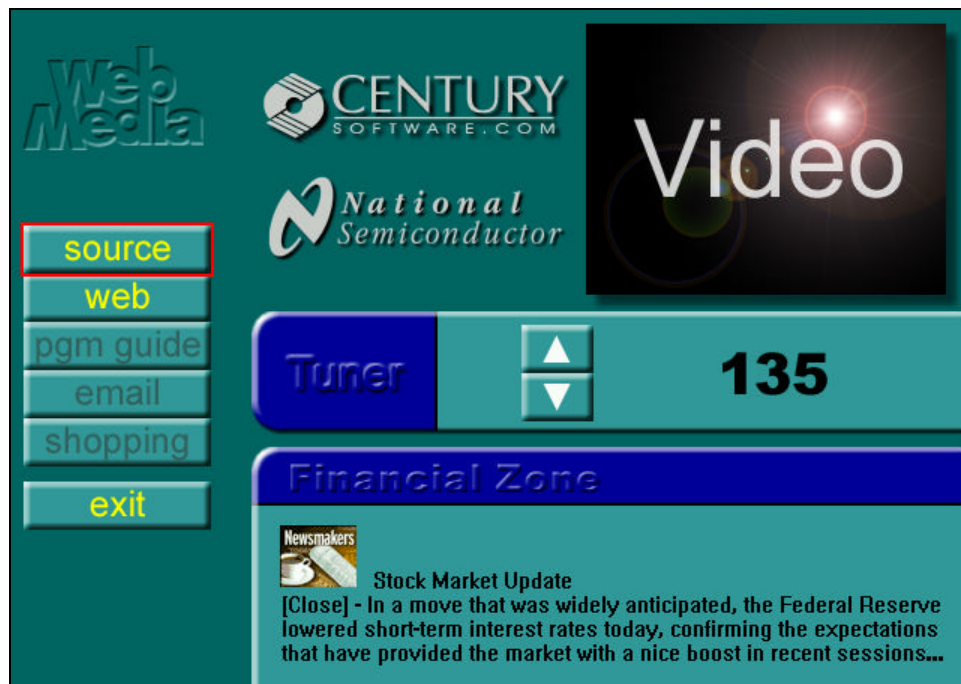 Web
Media
CENTURY
SOFTWARE.COM
National
Semiconductor
Video
source
web
pgm guide
email
shopping
exit
Tuner
135
Financial Zone
Newsmakers
Stock Market Update
[Close] - In a move that was widely anticipated, the Federal Reserve
lowered short-term interest rates today, confirming the expectations
that have provided the market with a nice boost in recent sessions...